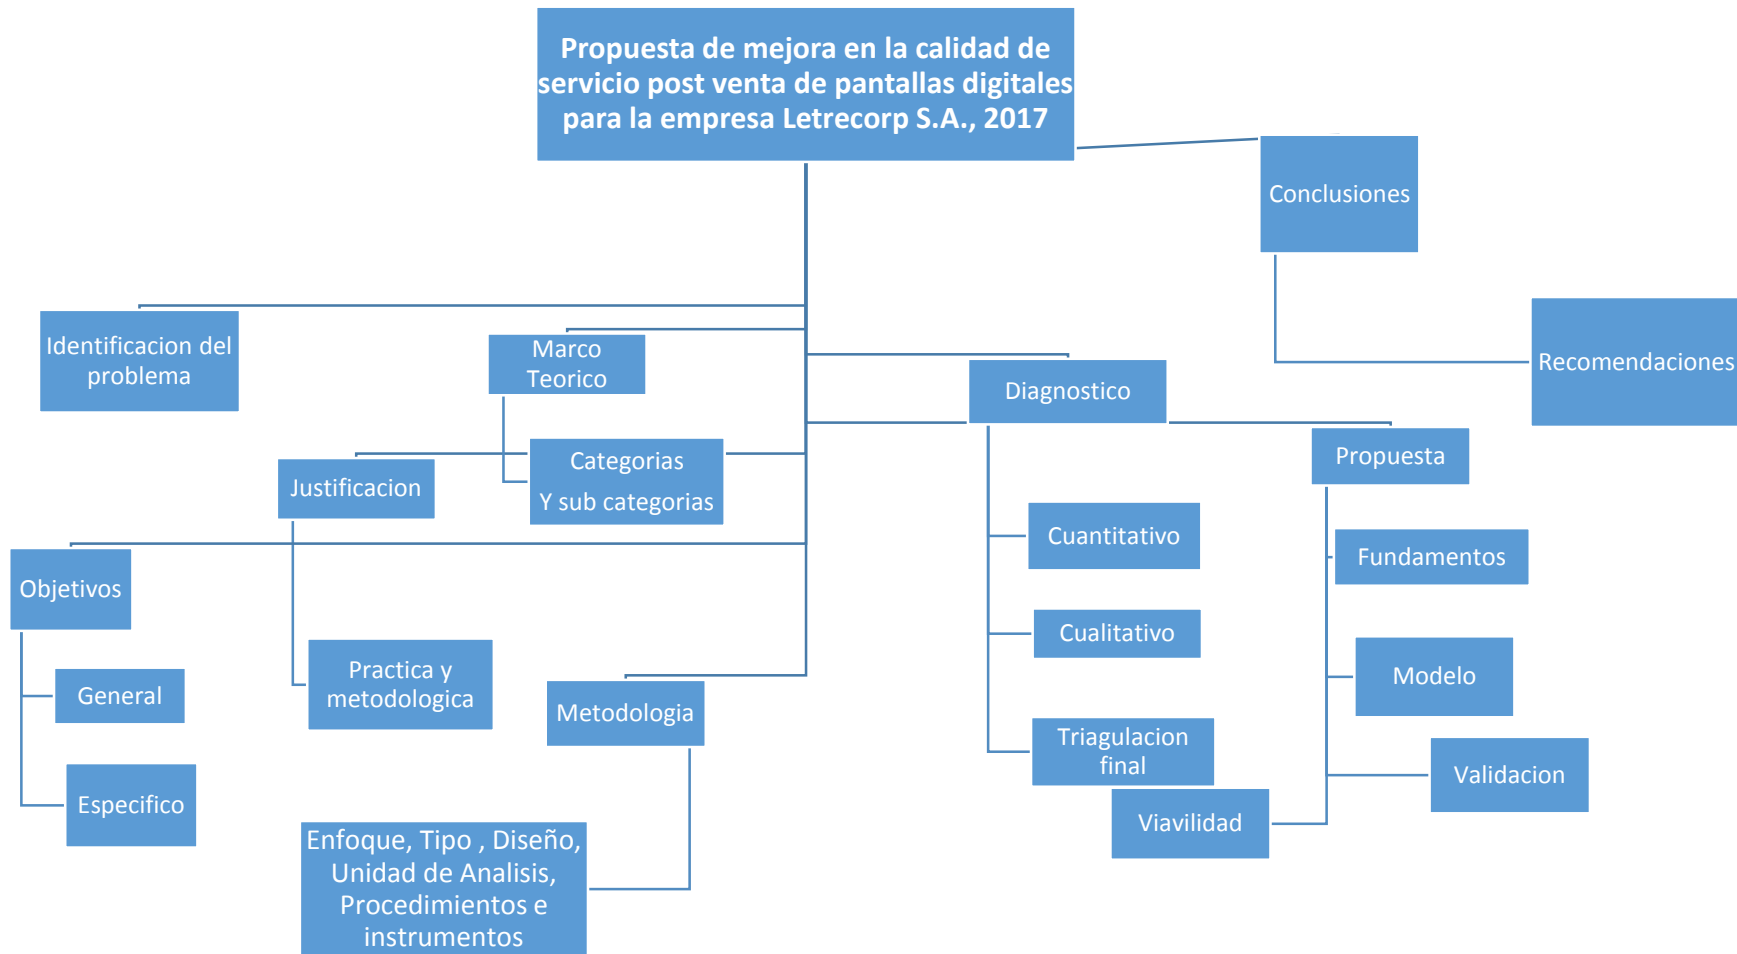 Propuesta de mejora en la calidad de
servicio post venta de pantallas digitales
para la empresa Letrecorp S.A., 2017
Conclusiones
Recomendaciones
Identificacion del
problema
Marco
Teorico
Categorias
Y sub categorias
Justificacion
Practica y
metodologica
Objetivos
General
Especifico
Metodologia
Enfoque, Tipo , Diseño,
Unidad de Analisis,
Procedimientos e
instrumentos
Diagnostico
Cuantitativo
Cualitativo
Triagulacion
final
Propuesta
Fundamentos
Modelo
Validacion
Viavilidad